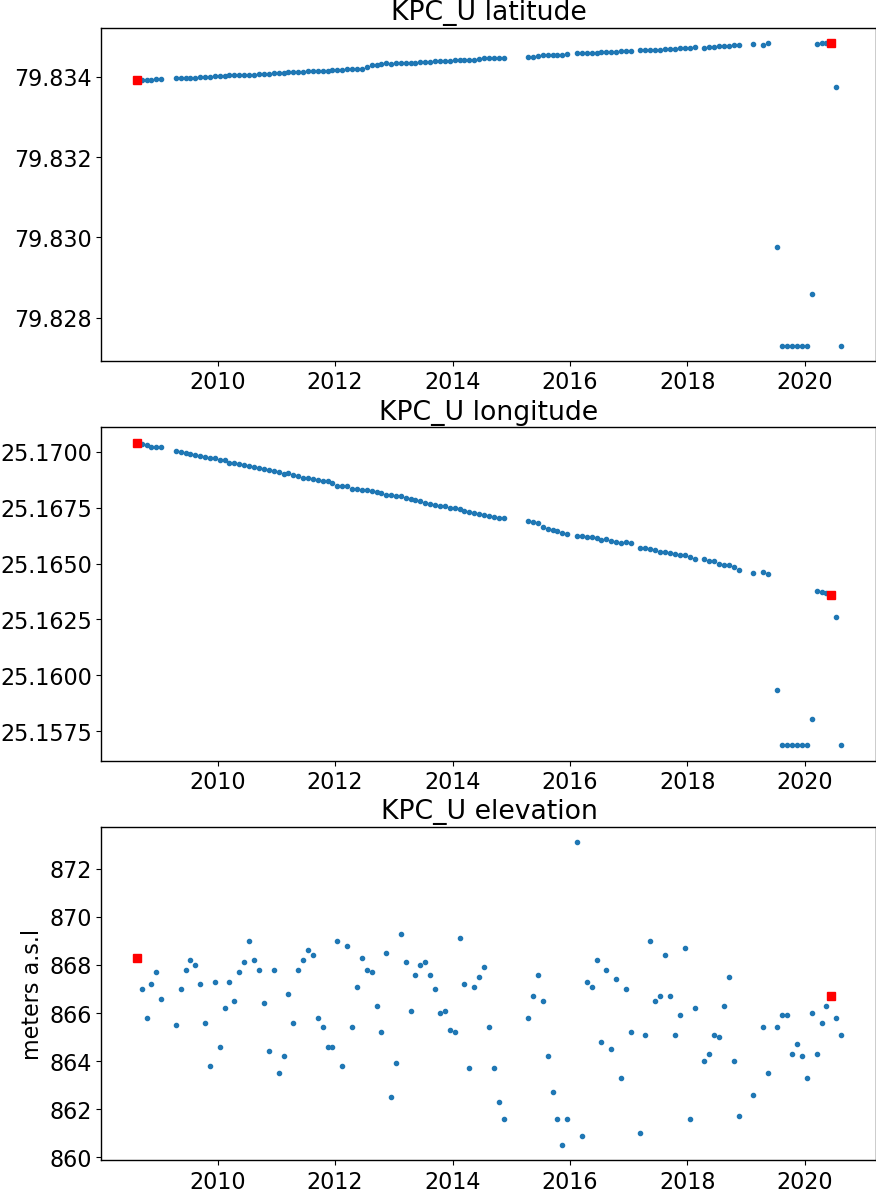 KPC_U latitude
79.834
79.832
79.830
79.828
2010 2012 2014 2016 2018 2020
KPC_U longitude
25.1700
25.1675
25.1650
25.1625
25.1600
25.1575
2010 2012 2014 2016 2018 2020
KPC_U elevation
meters a.s.l
872
870
868
866
864
862
860
2010 2012 2014 2016 2018 2020